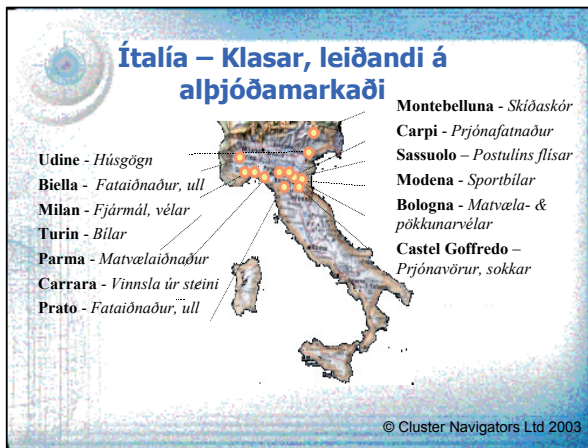 Ítalía – Klasar, leiðandi á
alþjóðamarkaði
Udine - Húsgögn
Biella - Fataiðnaður, ull
Milan - Fjármál, vélar
Turin - Bílar
Parma - Matvælaiðnaður
Carrara - Vinnsla úr steini
Prato - Fataiðnaður, ull
Montebelluna - Skíðaskór
Carpi - Prjónafatnaður
Sassuolo – Postulíns flísar
Modena - Sportbílar
Bologna - Matvæla- &
pökkunarvélar
Castel Goffredo –
Prjónavörur, sokkar
© Cluster Navigators Ltd 2003